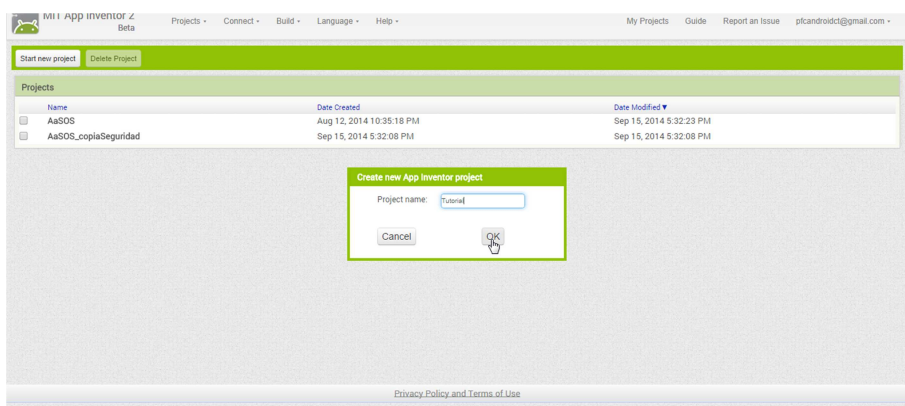 MIT App Inventor 2
Beta
Projects Connect Build Language Help My Projects Guide Report an Issue pfcandroidct@gmail.com
Start new project Delete Project
Projects
Name Date Created Date Modified ▼
AaSOS Aug 12, 2014 10:35:18 PM Sep 15, 2014 5:32:23 PM
AaSOS_copiaSeguridad Sep 15, 2014 5:32:08 PM Sep 15, 2014 5:32:08 PM
Create new App Inventor project
Project name: Tutorial
Cancel OK
Privacy Policy and Terms of Use